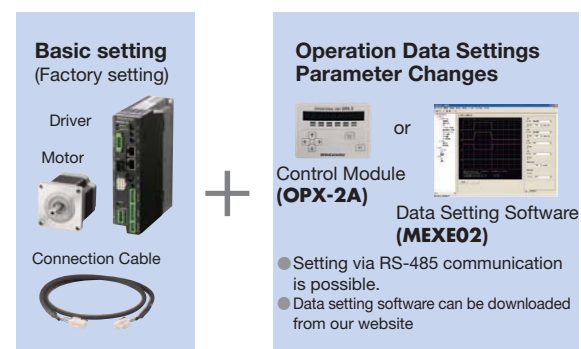 Basic setting
(Factory setting)
Driver
Motor
Connection Cable
+
Operation Data Settings
Parameter Changes
OPX-2
or
Control Module
(OPX-2A)
Data Setting Software
(MEXE02)
● Setting via RS-485 communication
is possible.
● Data setting software can be downloaded
from our website